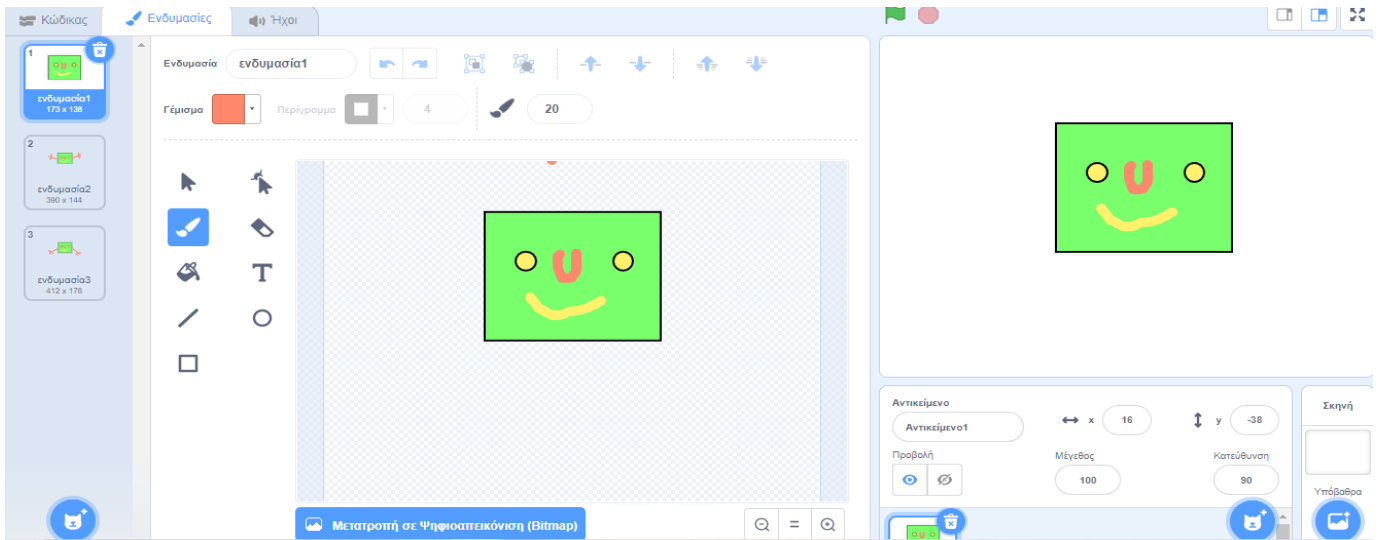 Κώδικας
Ενδυμασίες
Ήχοι
1
ενδυμασία1
173 x 138
2
ενδυμασία2
390 x 144
3
ενδυμασία3
412 x 178
Ενδυμασία
ενδυμασία1
Γέμισμα
Περίγραμμα
4
20
T
Μετατροπή σε Ψηφιοαπεικόνιση (Bitmap)
=
Αντικείμενο
Αντικείμενο1
x
16
y
-38
Προβολή
Μέγεθος
100
Κατεύθυνση
90
Σκηνή
Υπόβαθρα